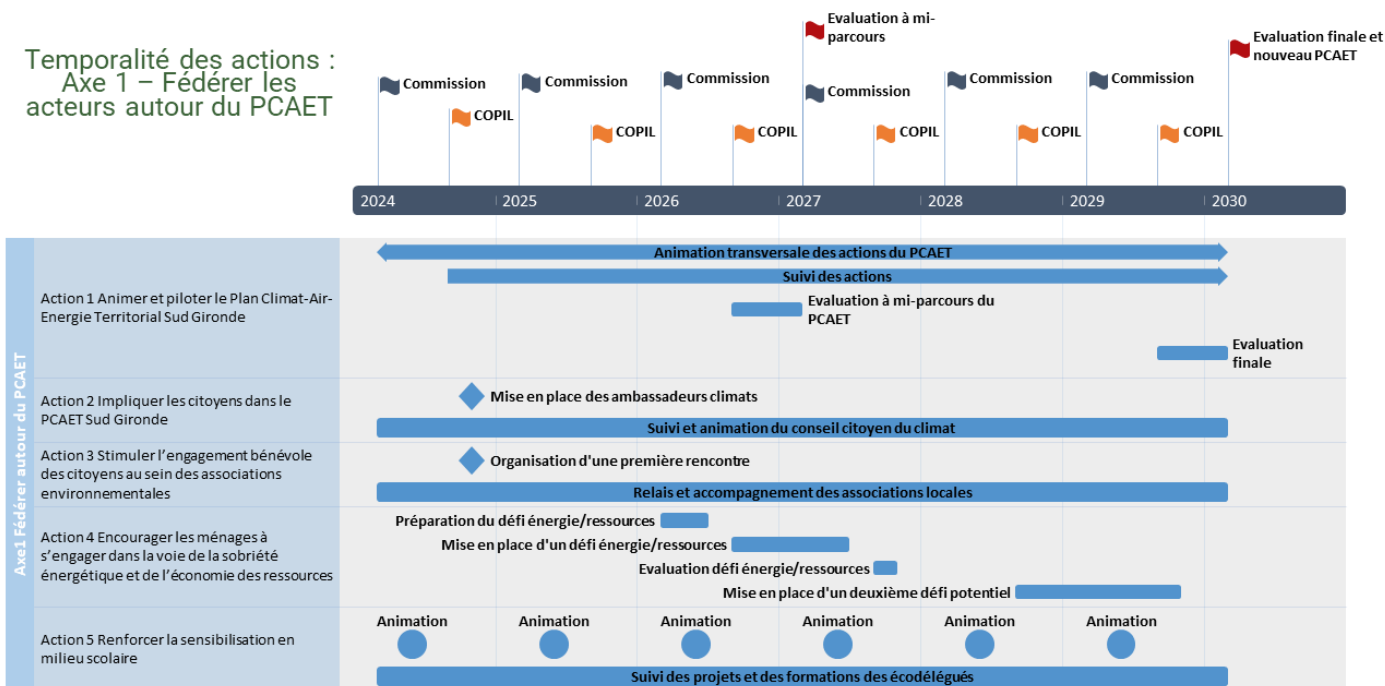 Temporalité des actions :
Axe 1 – Fédérer les
acteurs autour du PCAET
Evaluation à mi-
parcours
Evaluation finale et
nouveau PCAET
Commission
Commission
Commission
Commission
Commission
Commission
COPIL
COPIL
COPIL
COPIL
COPIL
COPIL
2024
2025
2026
2027
2028
2029
2030
Axe1 Fédérer autour du PCAET
Action 1 Animer et piloter le Plan Climat-Air-
Energie Territorial Sud Gironde
Animation transversale des actions du PCAET
Suivi des actions
Evaluation à mi-parcours du
PCAET
Evaluation
finale
Action 2 Impliquer les citoyens dans le
PCAET Sud Gironde
Mise en place des ambassadeurs climats
Suivi et animation du conseil citoyen du climat
Action 3 Stimuler l'engagement bénévole
des citoyens au sein des associations
environnementales
Organisation d'une première rencontre
Relais et accompagnement des associations locales
Action 4 Encourager les ménages à
s'engager dans la voie de la sobriété
énergétique et de l'économie des ressources
Préparation du défi énergie/ressources
Mise en place d'un défi énergie/ressources
Evaluation défi énergie/ressources
Mise en place d'un deuxième défi potentiel
Action 5 Renforcer la sensibilisation en
milieu scolaire
Animation
Animation
Animation
Animation
Animation
Animation
Suivi des projets et des formations des écodélégués